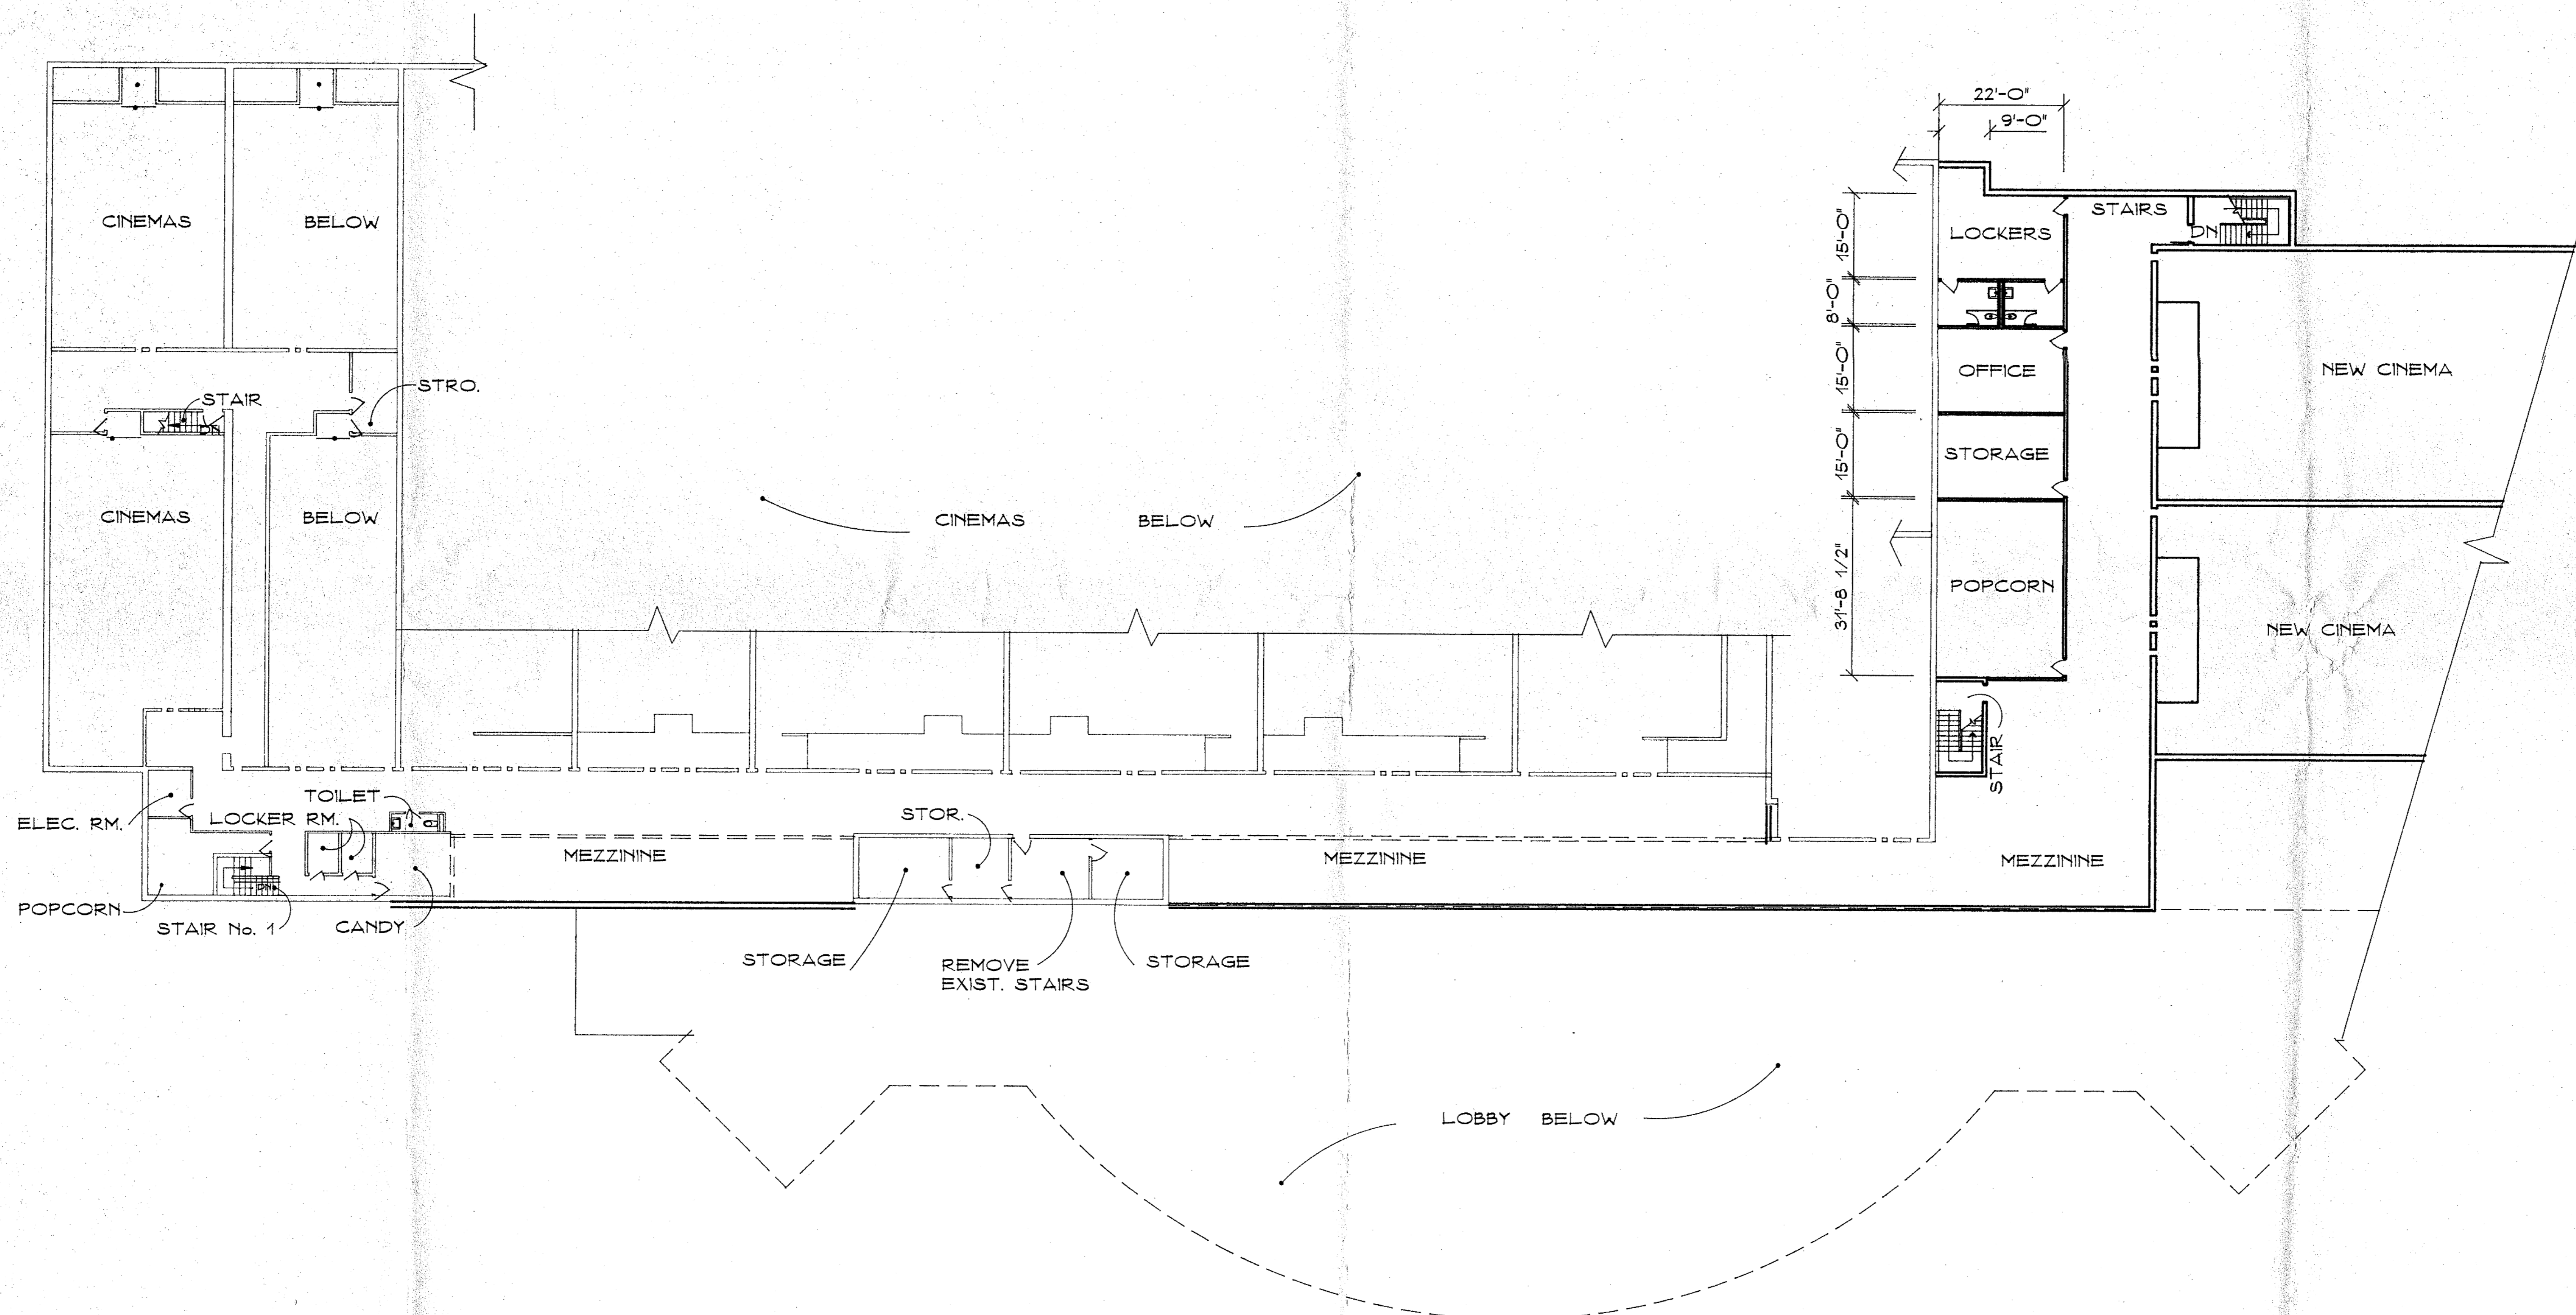 22'-0"
9'-0"
CINEMAS BELOW
STAIRS
LOCKERS
DN
15'-0"
8'-0"
OFFICE
15'-0"
NEW CINEMA
STRO.
STAIR
DN
STORAGE
15'-0"
CINEMAS BELOW
CINEMAS BELOW
POPCORN
31'-8 1/2"
NEW CINEMA
STAIR
TOILET
ELEC. RM.
LOCKER RM.
STOR.
MEZZININE
MEZZININE
MEZZININE
DN
POPCORN
STAIR No. 1
CANDY
STORAGE
REMOVE
EXIST. STAIRS
STORAGE
LOBBY BELOW